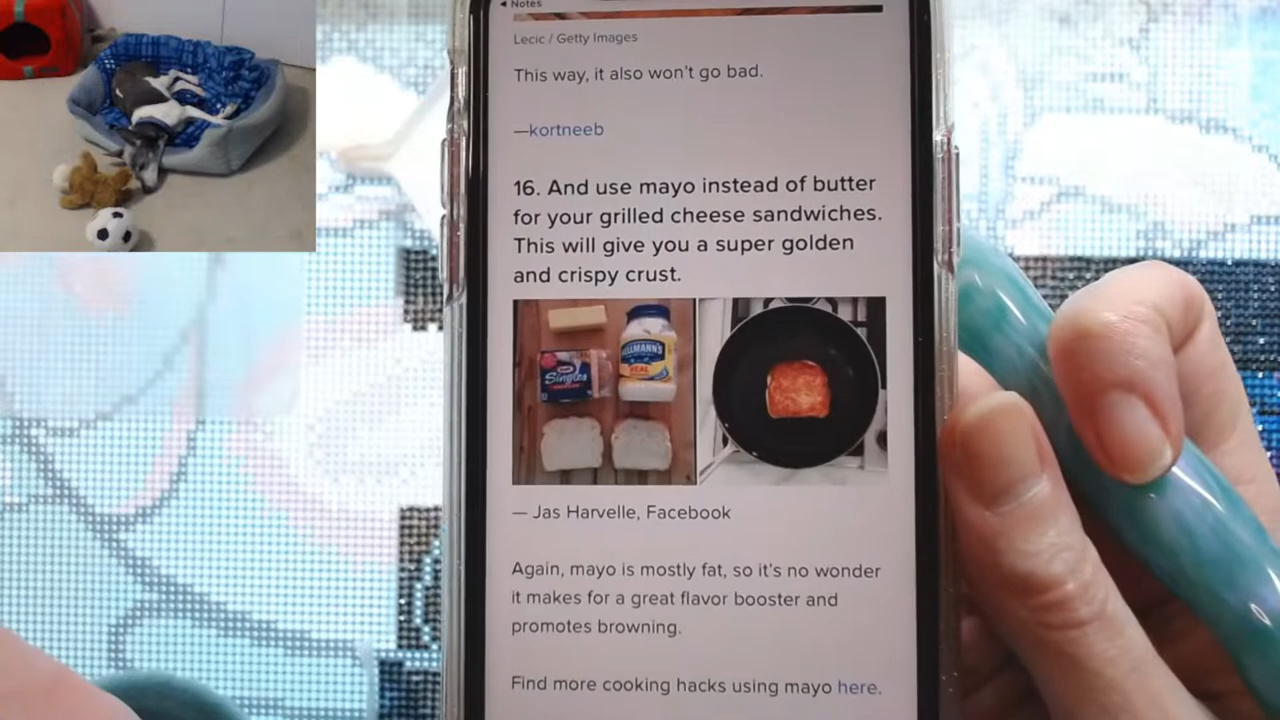 ◂ Notes
Lecic / Getty Images
This way, it also won't go bad.
—kortneeb
16. And use mayo instead of butter
for your grilled cheese sandwiches.
This will give you a super golden
and crispy crust.
HELLMANN'S
REAL
Kraft
Singles
— Jas Harvelle, Facebook
Again, mayo is mostly fat, so it's no wonder
it makes for a great flavor booster and
promotes browning.
Find more cooking hacks using mayo here.